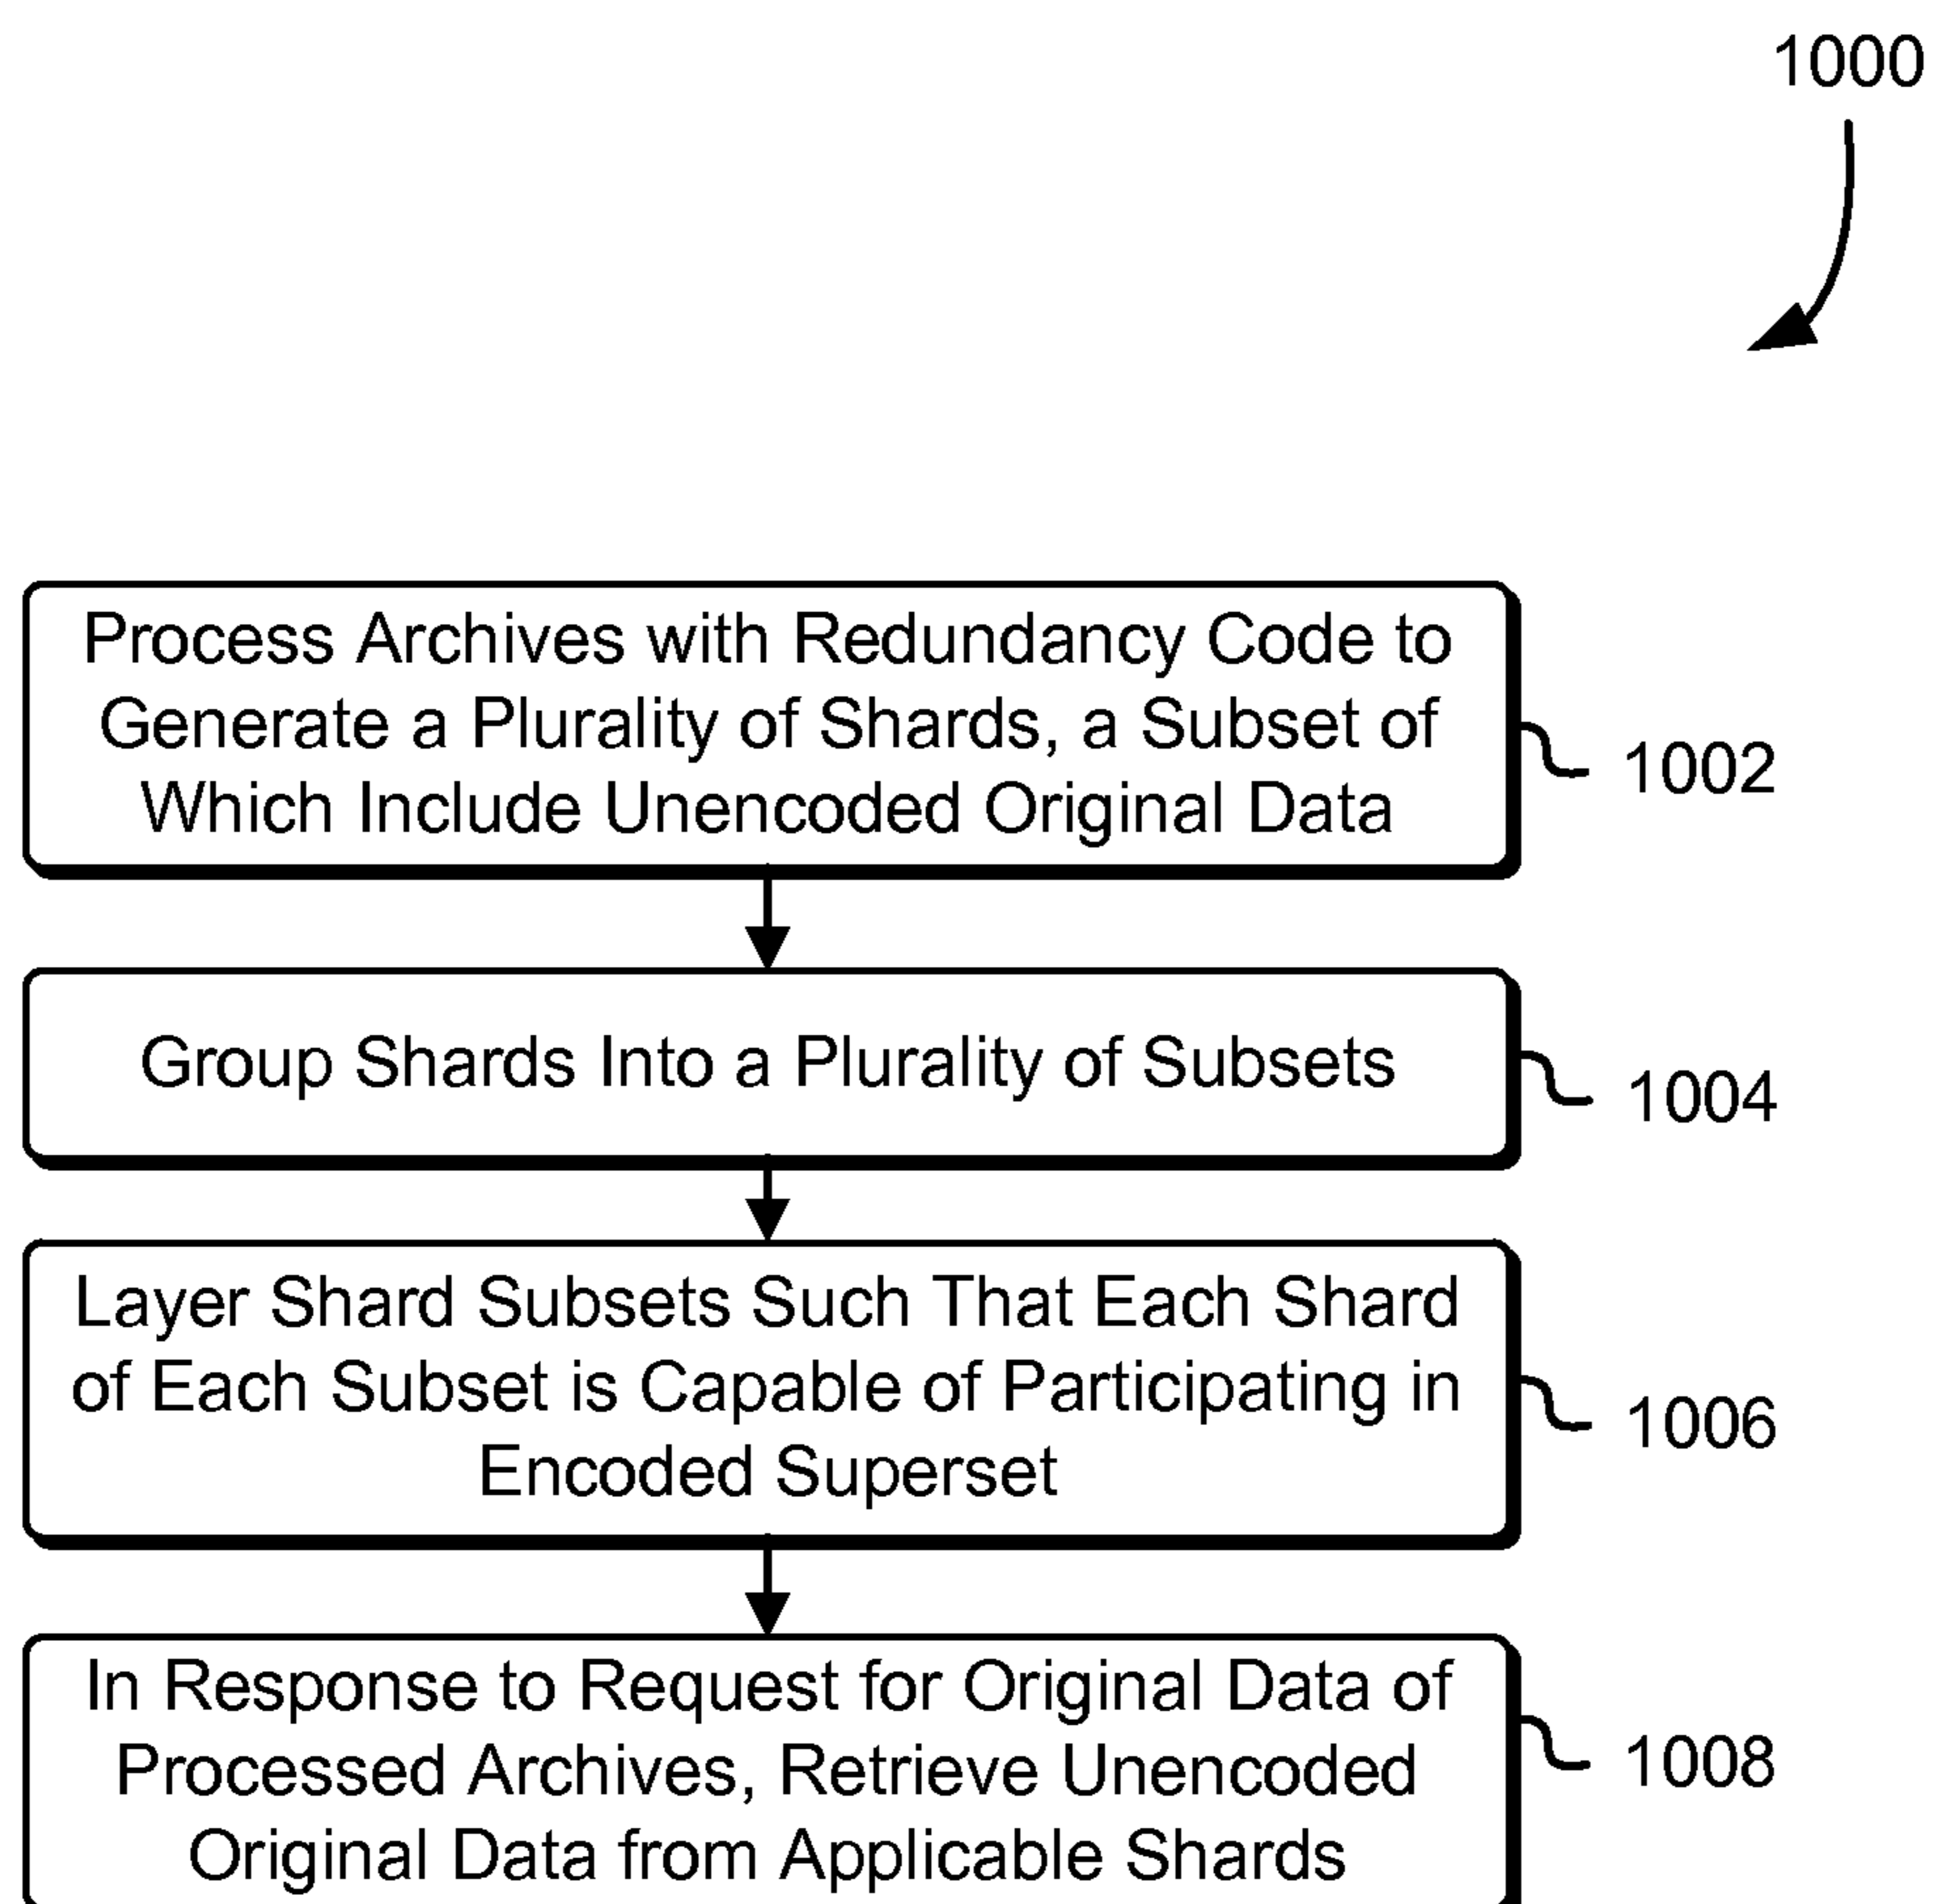 1000
Process Archives with Redundancy Code to
Generate a Plurality of Shards, a Subset of
Which Include Unencoded Original Data
1002
Group Shards Into a Plurality of Subsets
1004
Layer Shard Subsets Such That Each Shard
of Each Subset is Capable of Participating in
Encoded Superset
1006
In Response to Request for Original Data of
Processed Archives, Retrieve Unencoded
Original Data from Applicable Shards
1008